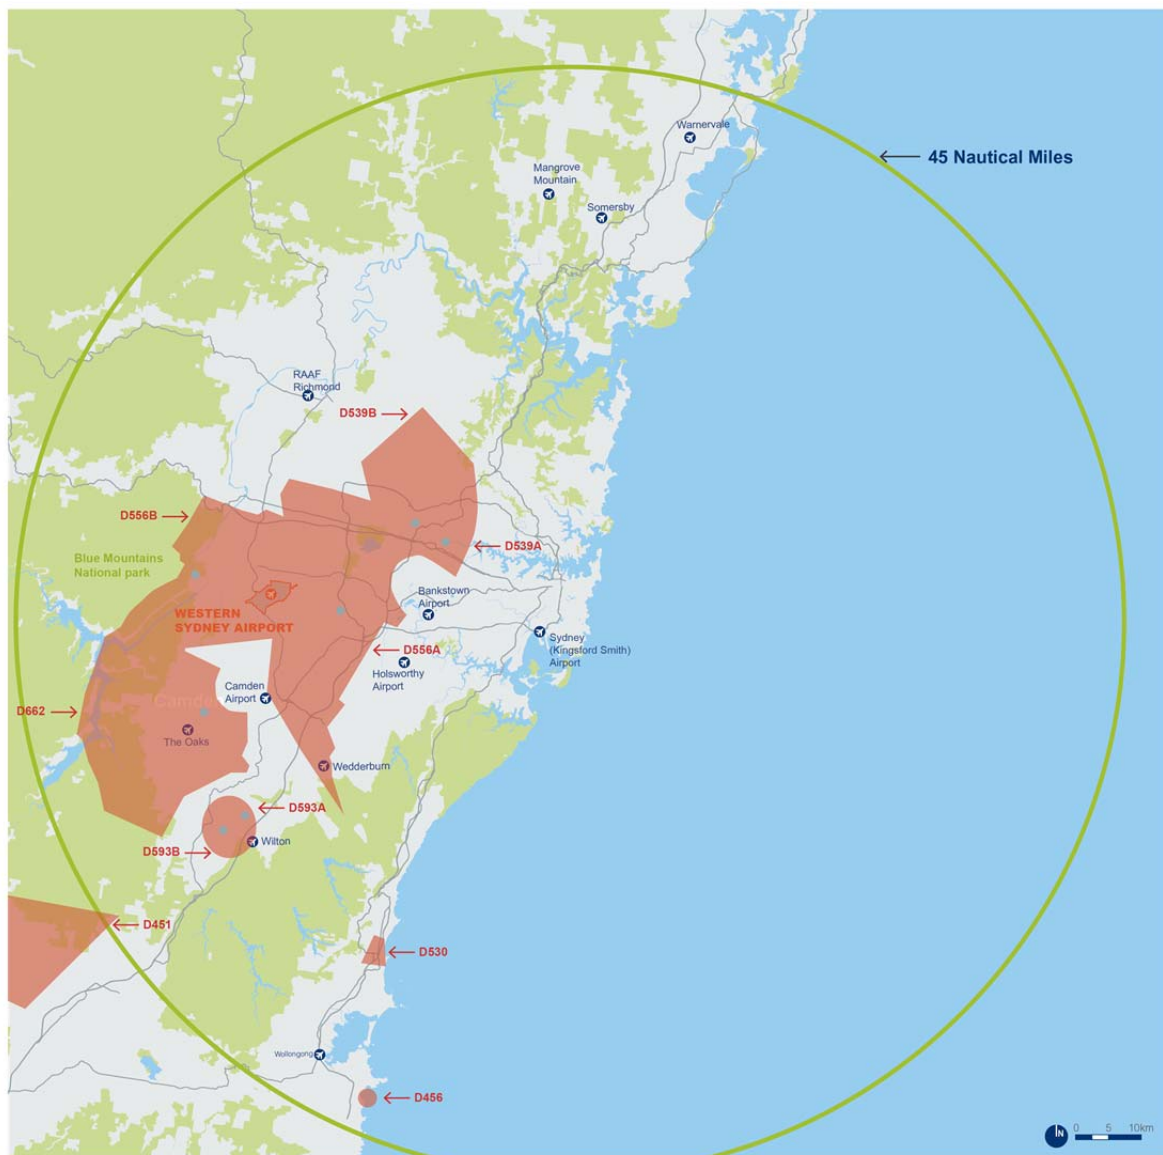 Warnervale
45 Nautical Miles
Mangrove
Mountain
Somersby
RAAF
Richmond
D539B
D556B
D539A
Blue Mountains
National park
Bankstown
Airport
WESTERN
SYDNEY AIRPORT
Sydney
(Kingsford Smith)
Airport
D556A
Holsworthy
Airport
Camden
Airport
Camden
D662
The Oaks
Wedderburn
D593A
Wilton
D593B
D451
D530
Wollongong
D456
N
0 5 10km